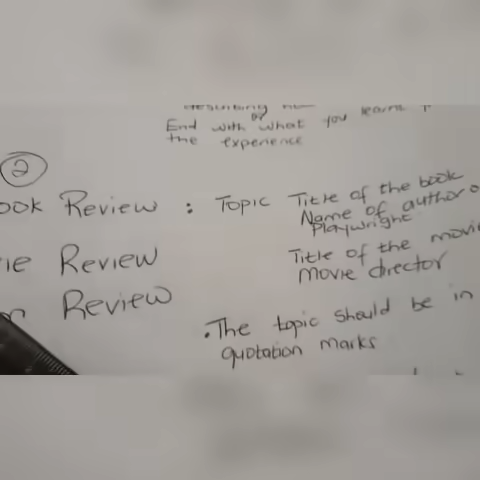 describing
or
End with what you learnt
the experience
2
ook Review : Topic Title of the book
Name of author o
Playwright
ie Review Title of the movie
Movie director
Review
.The topic should be in
quotation marks